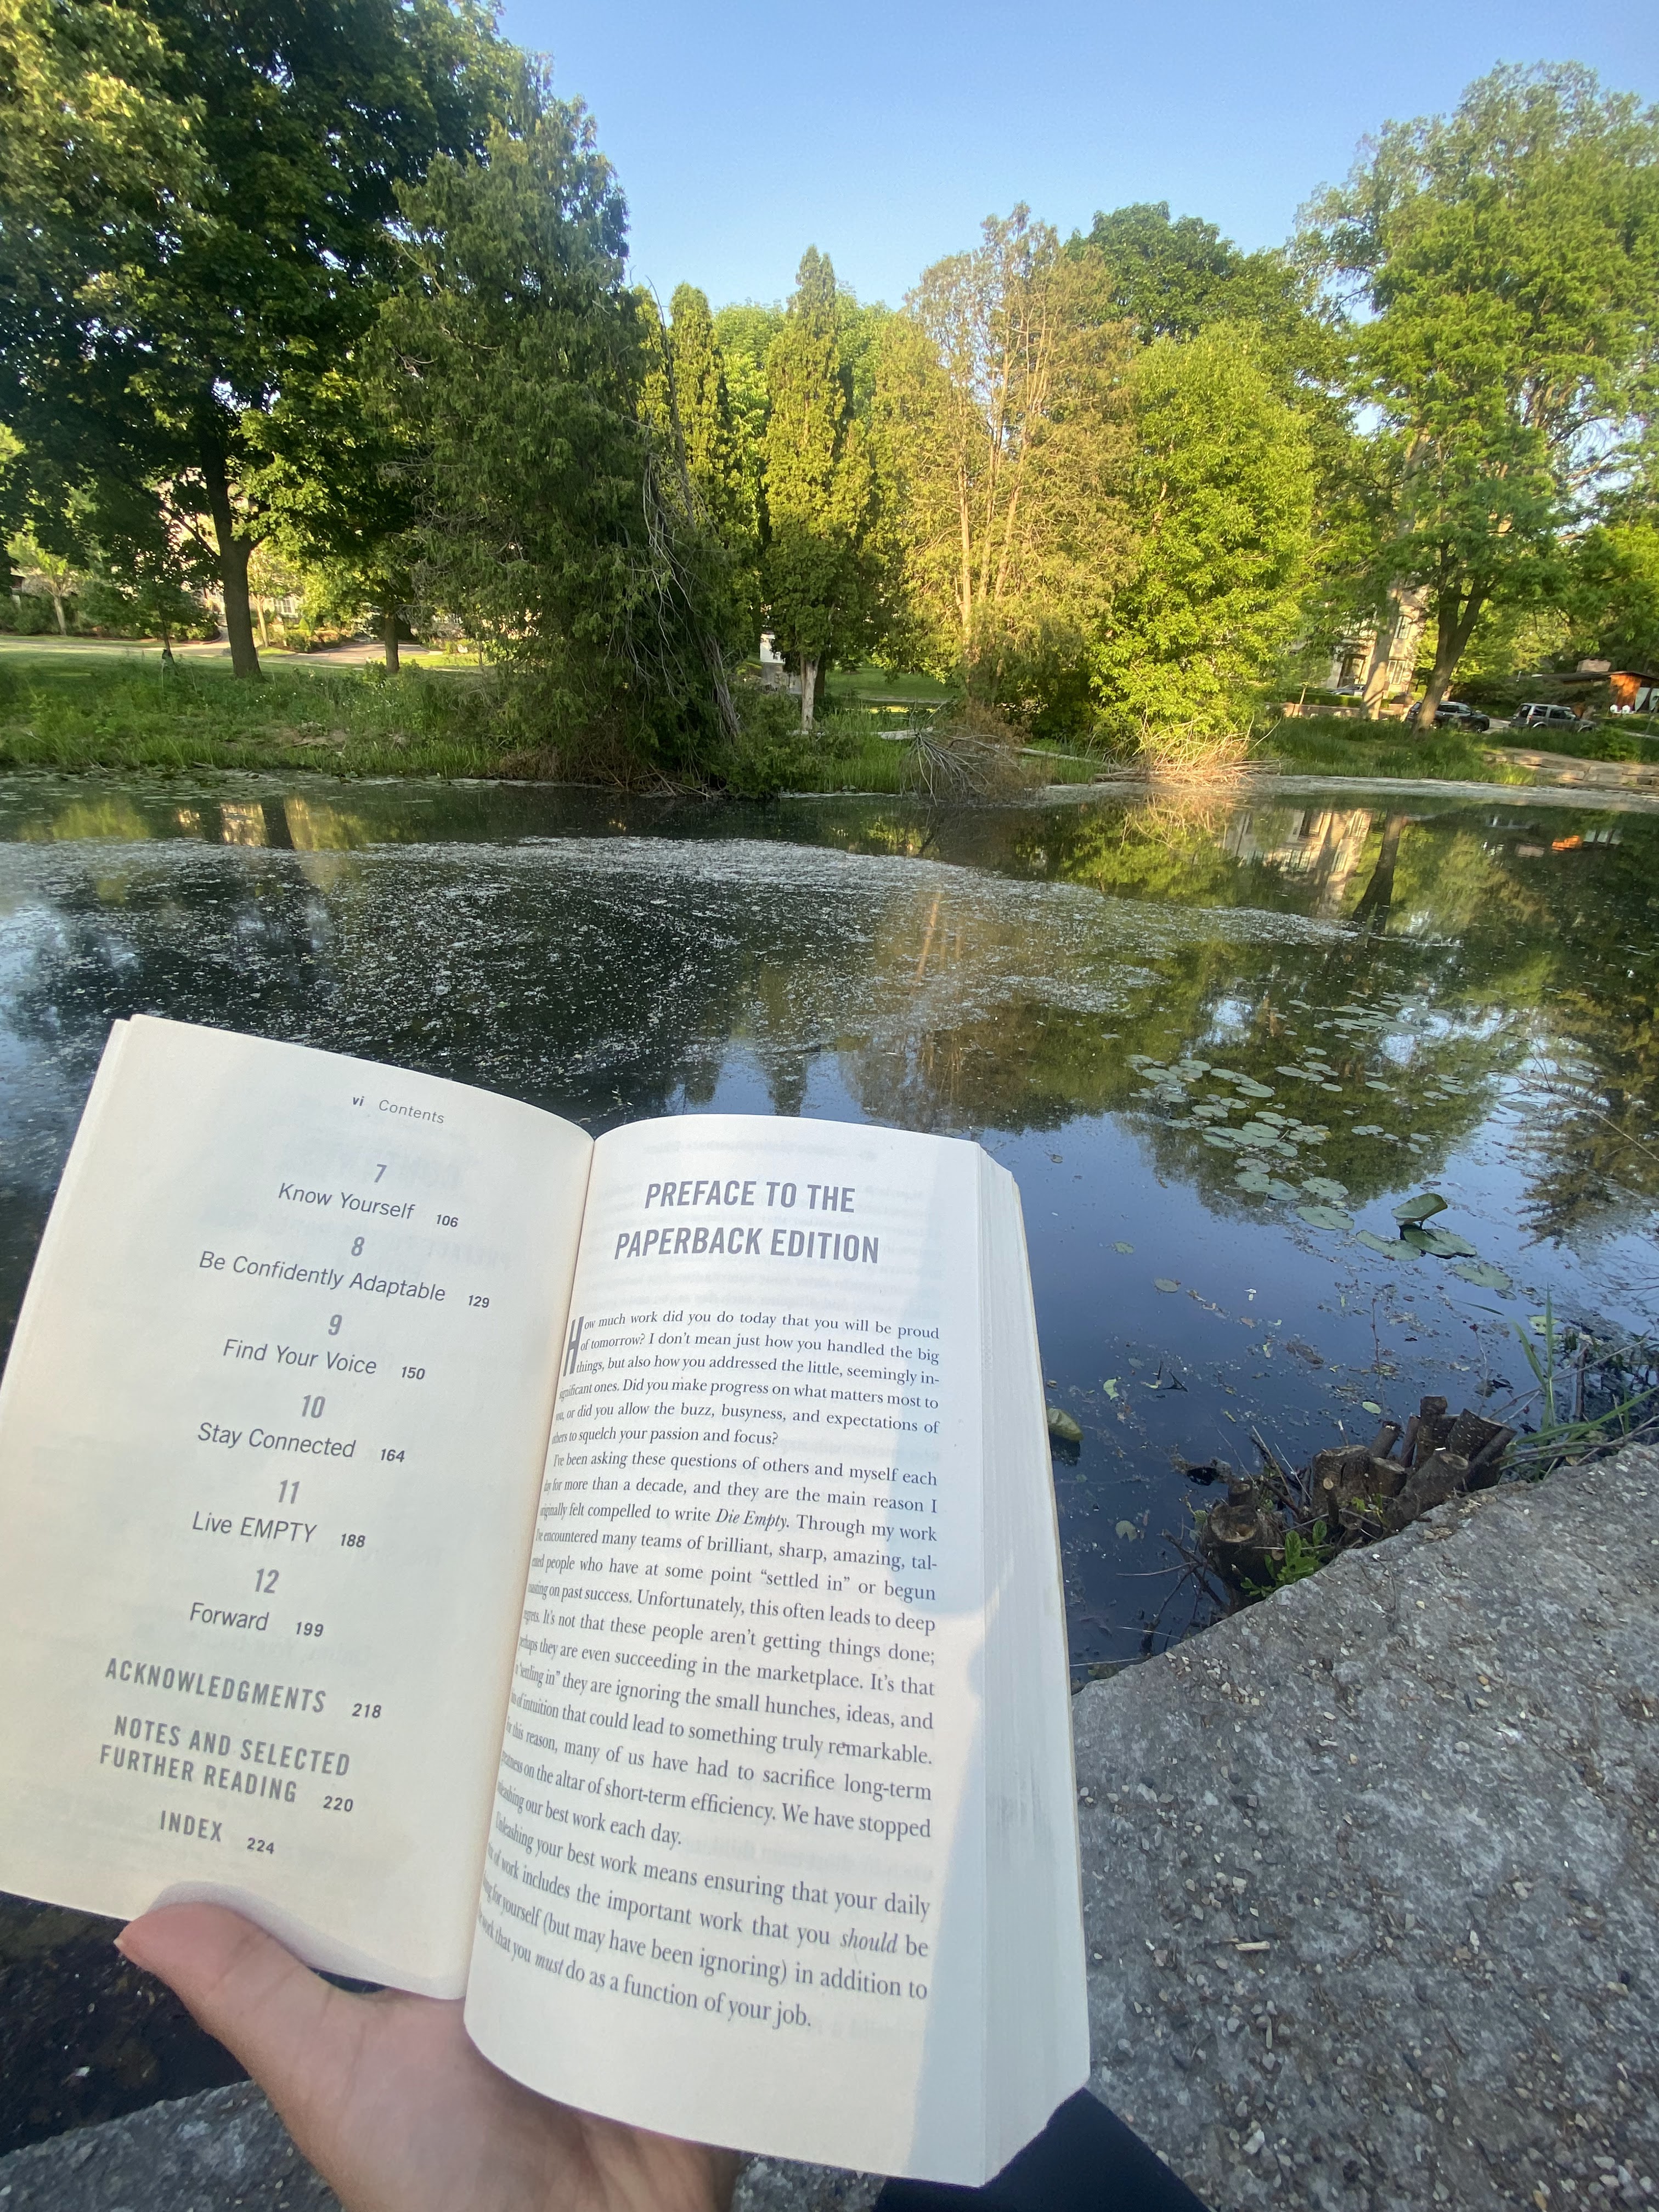 vi Contents
7
Know Yourself 106
8
Be Confidently Adaptable 129
9
Find Your Voice 150
10
Stay Connected 164
11
Live EMPTY 188
12
Forward 199
ACKNOWLEDGMENTS 218
NOTES AND SELECTED
FURTHER READING 220
INDEX 224
PREFACE TO THE
PAPERBACK EDITION
How much work did you do today that you will be proud
of tomorrow? I don't mean just how you handled the big
things, but also how you addressed the little, seemingly in-
significant ones. Did you make progress on what matters most to
you, or did you allow the buzz, busyness, and expectations of
others to squelch your passion and focus?
I've been asking these questions of others and myself each
day for more than a decade, and they are the main reason I
originally felt compelled to write Die Empty. Through my work
I've encountered many teams of brilliant, sharp, amazing, tal-
ented people who have at some point "settled in" or begun
on past success. Unfortunately, this often leads to deep
It's not that these people aren't getting things done;
perhaps they are even succeeding in the marketplace. It's that
"settling in" they are ignoring the small hunches, ideas, and
of intuition that could lead to something truly remarkable.
For this reason, many of us have had to sacrifice long-term
on the altar of short-term efficiency. We have stopped
unleashing our best work each day.
Unleashing your best work means ensuring that your daily
of work includes the important work that you should be
for yourself (but may have been ignoring) in addition to
work that you must do as a function of your job.